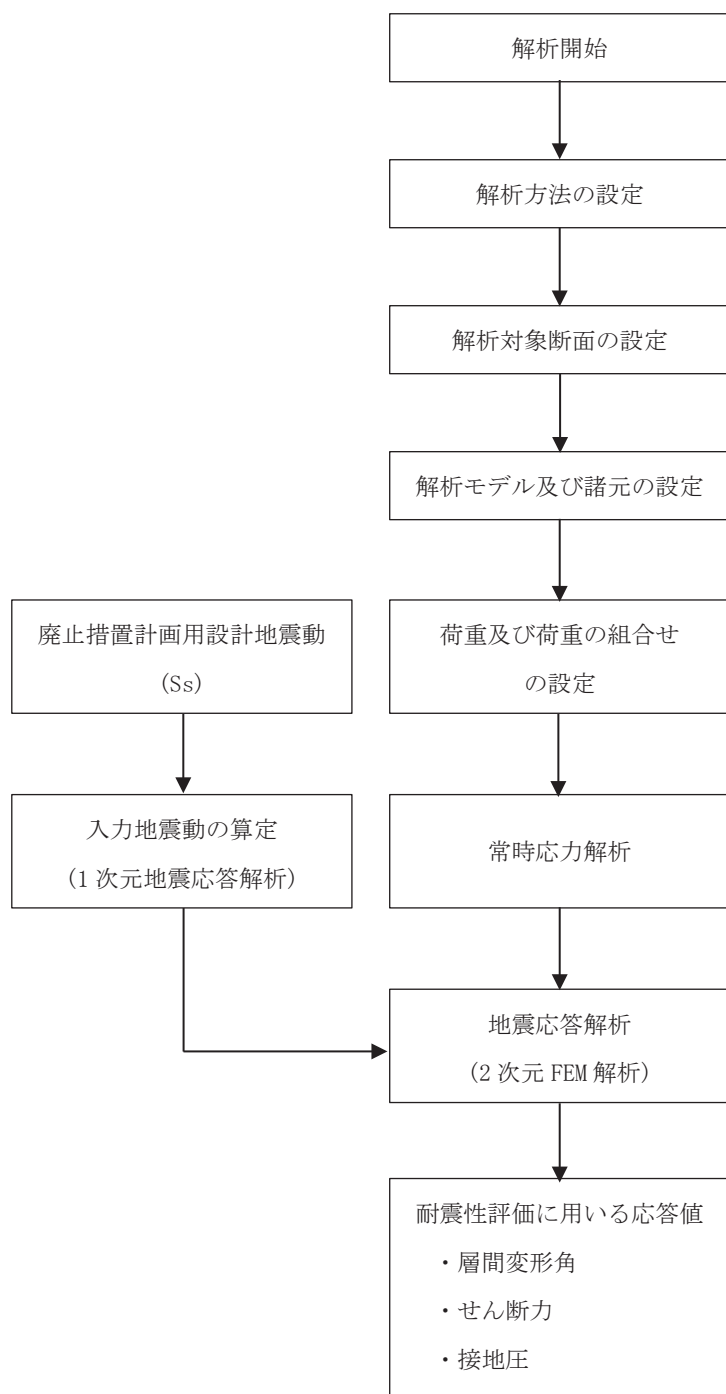 解析開始
解析方法の設定
解析対象断面の設定
解析モデル及び諸元の設定
廃止措置計画用設計地震動
(Ss)
荷重及び荷重の組合せ
の設定
入力地震動の算定
(1 次元地震応答解析)
常時応力解析
地震応答解析
(2 次元 FEM 解析)
耐震性評価に用いる応答値
・層間変形角
・せん断力
・接地圧